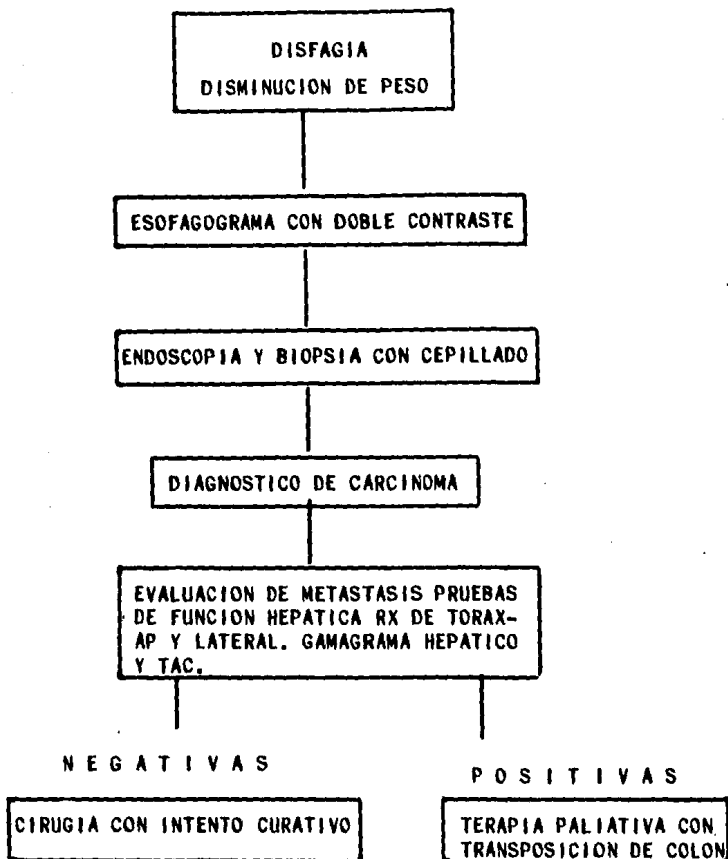 DISFAGIA
DISMINUCION DE PESO
ESOFAGOGRAMA CON DOBLE CONTRASTE
ENDOSCOPIA Y BIOPSIA CON CEPILLADO
DIAGNOSTICO DE CARCINOMA
EVALUACION DE METASTASIS PRUEBAS
DE FUNCION HEPATICA RX DE TORAX-
AP Y LATERAL. GAMAGRAMA HEPATICO
Y TAC.
N E G A T I V A S
P O S I T I V A S
CIRUGIA CON INTENTO CURATIVO
TERAPIA PALIATIVA CON
TRANSPOSICION DE COLON